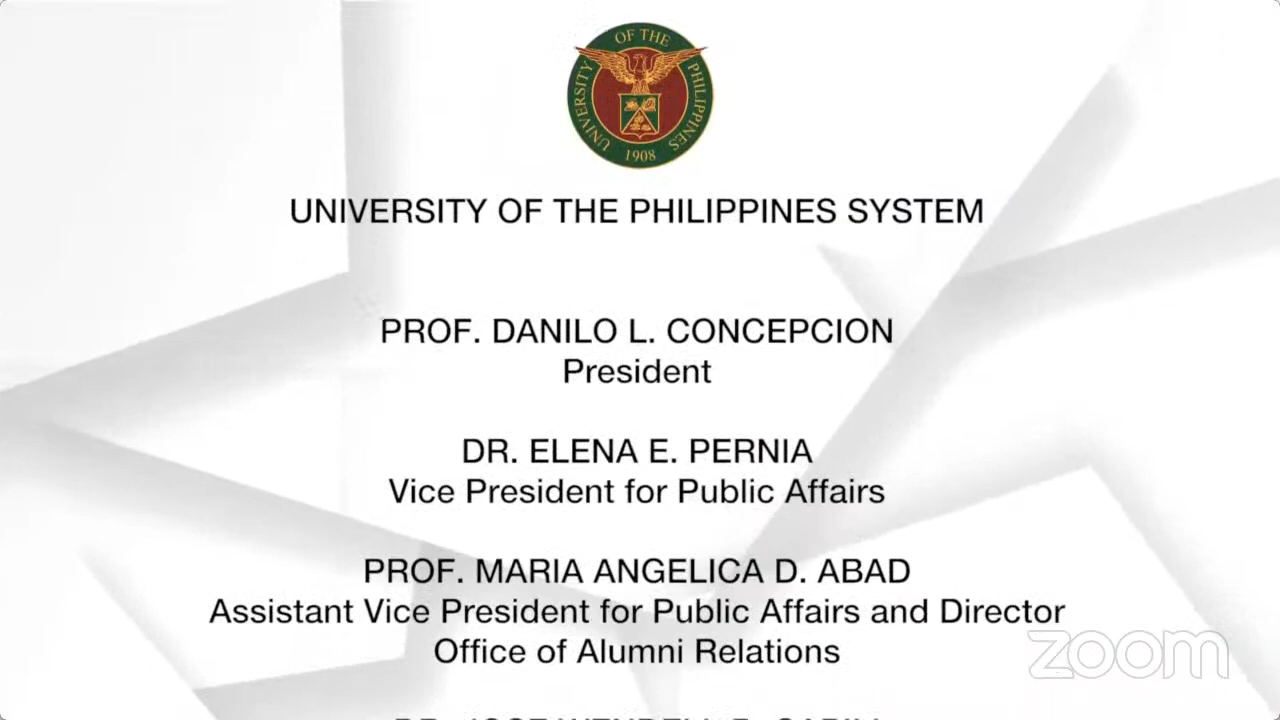 UNIVERSITY OF THE PHILIPPINES
1908
UNIVERSITY OF THE PHILIPPINES SYSTEM
PROF. DANILO L. CONCEPCION
President
DR. ELENA E. PERNIA
Vice President for Public Affairs
PROF. MARIA ANGELICA D. ABAD
Assistant Vice President for Public Affairs and Director
Office of Alumni Relations
zoom